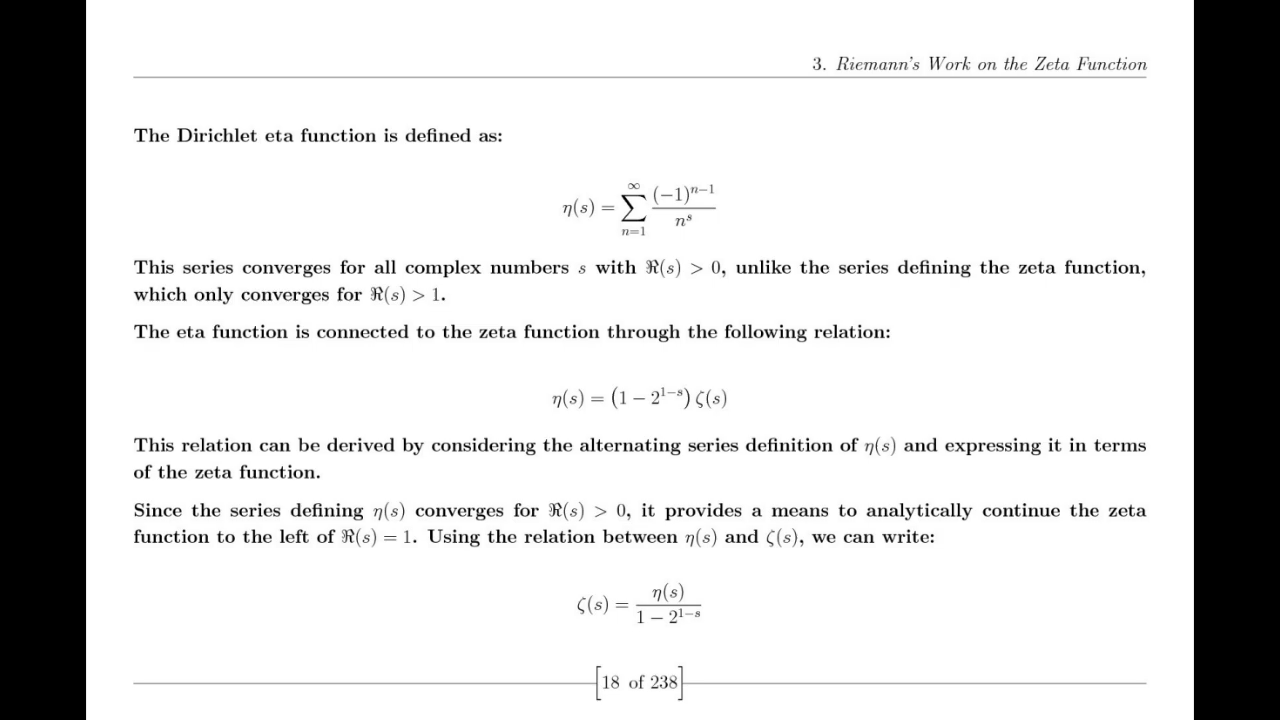 3. Riemann's Work on the Zeta Function
The Dirichlet eta function is defined as:
η(s) = ∑_{n=1}^{∞} (−1)^{n−1} / n^s
This series converges for all complex numbers s with ℜ(s) > 0, unlike the series defining the zeta function,
which only converges for ℜ(s) > 1.
The eta function is connected to the zeta function through the following relation:
η(s) = (1 − 2^{1−s}) ζ(s)
This relation can be derived by considering the alternating series definition of η(s) and expressing it in terms
of the zeta function.
Since the series defining η(s) converges for ℜ(s) > 0, it provides a means to analytically continue the zeta
function to the left of ℜ(s) = 1. Using the relation between η(s) and ζ(s), we can write:
ζ(s) = η(s) / (1 − 2^{1−s})
[18 of 238]